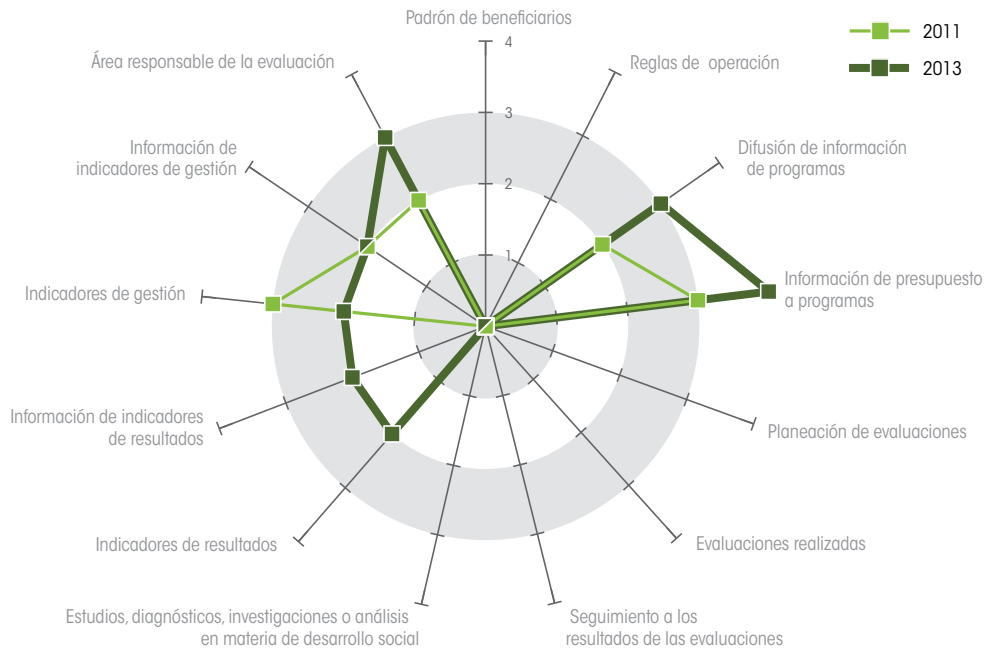 Padrón de beneficiarios
4
3
2
1
2011
2013
Reglas de operación
Difusión de información
de programas
Información de presupuesto
a programas
Planeación de evaluaciones
Evaluaciones realizadas
Seguimiento a los
resultados de las evaluaciones
Estudios, diagnósticos, investigaciones o análisis
en materia de desarrollo social
Indicadores de resultados
Información de indicadores
de resultados
Indicadores de gestión
Información de
indicadores de gestión
Área responsable de la evaluación